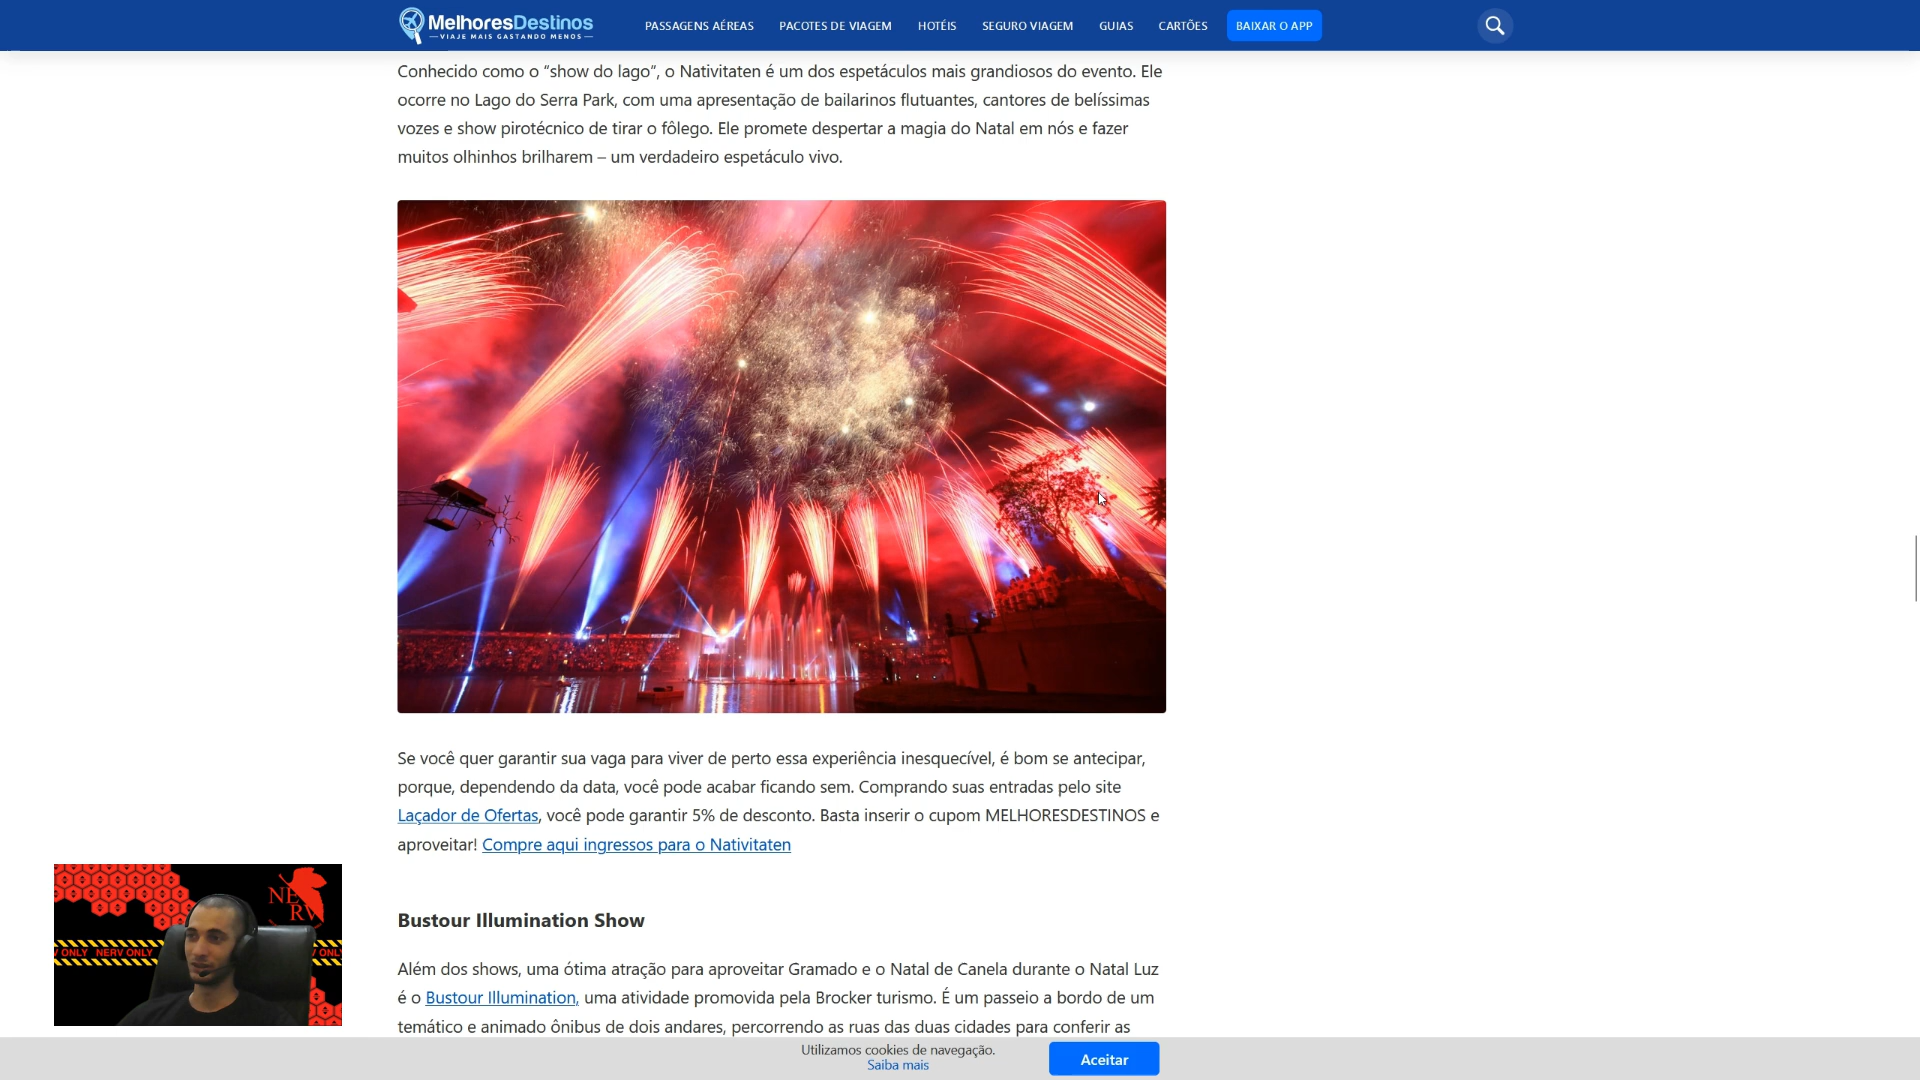 MelhoresDestinos
VIAJE MAIS GASTANDO MENOS
PASSAGENS AÉREAS
PACOTES DE VIAGEM
HOTÉIS
SEGURO VIAGEM
GUIAS
CARTÕES
BAIXAR O APP
Conhecido como o “show do lago”, o Nativitaten é um dos espetáculos mais grandiosos do evento. Ele
ocorre no Lago do Serra Park, com uma apresentação de bailarinos flutuantes, cantores de belíssimas
vozes e show pirotécnico de tirar o fôlego. Ele promete despertar a magia do Natal em nós e fazer
muitos olhinhos brilharem – um verdadeiro espetáculo vivo.
Se você quer garantir sua vaga para viver de perto essa experiência inesquecível, é bom se antecipar,
porque, dependendo da data, você pode acabar ficando sem. Comprando suas entradas pelo site
Laçador de Ofertas, você pode garantir 5% de desconto. Basta inserir o cupom MELHORESDESTINOS e
aproveitar! Compre aqui ingressos para o Nativitaten
Bustour Illumination Show
Além dos shows, uma ótima atração para aproveitar Gramado e o Natal de Canela durante o Natal Luz
é o Bustour Illumination, uma atividade promovida pela Brocker turismo. É um passeio a bordo de um
temático e animado ônibus de dois andares, percorrendo as ruas das duas cidades para conferir as
NERV
V ONLY NERV ONLY
V ONLY
Utilizamos cookies de navegação.
Saiba mais
Aceitar